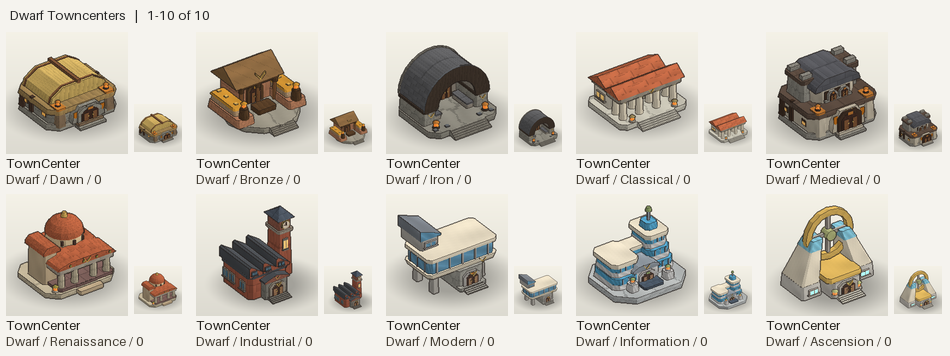 Dwarf Towncenters | 1-10 of 10
TownCenter
Dwarf / Dawn / 0
TownCenter
Dwarf / Bronze / 0
TownCenter
Dwarf / Iron / 0
TownCenter
Dwarf / Classical / 0
TownCenter
Dwarf / Medieval / 0
TownCenter
Dwarf / Renaissance / 0
TownCenter
Dwarf / Industrial / 0
TownCenter
Dwarf / Modern / 0
TownCenter
Dwarf / Information / 0
TownCenter
Dwarf / Ascension / 0